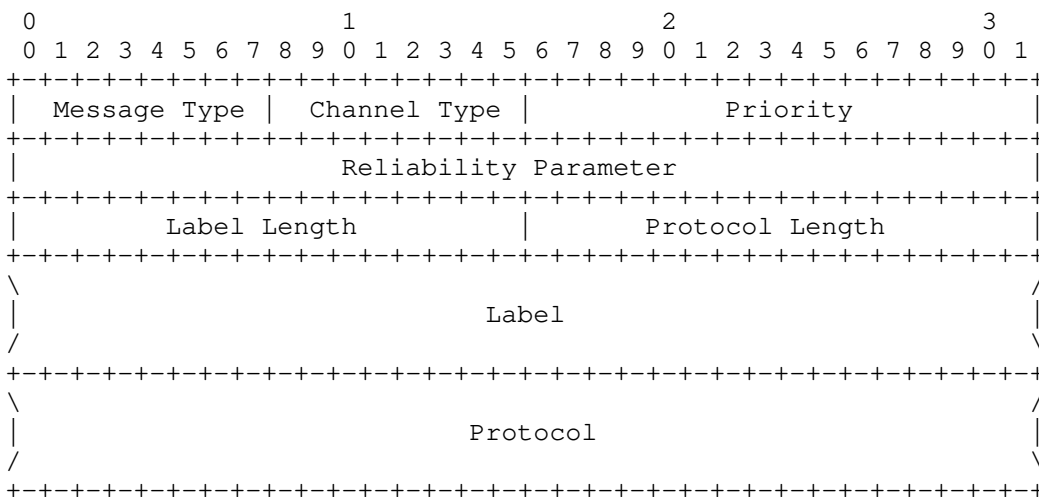 0                   1                   2                   3
 0 1 2 3 4 5 6 7 8 9 0 1 2 3 4 5 6 7 8 9 0 1 2 3 4 5 6 7 8 9 0 1
+-+-+-+-+-+-+-+-+-+-+-+-+-+-+-+-+-+-+-+-+-+-+-+-+-+-+-+-+-+-+-+-+
|  Message Type |  Channel Type |            Priority           |
+-+-+-+-+-+-+-+-+-+-+-+-+-+-+-+-+-+-+-+-+-+-+-+-+-+-+-+-+-+-+-+-+
|                    Reliability Parameter                      |
+-+-+-+-+-+-+-+-+-+-+-+-+-+-+-+-+-+-+-+-+-+-+-+-+-+-+-+-+-+-+-+-+
|         Label Length          |       Protocol Length         |
+-+-+-+-+-+-+-+-+-+-+-+-+-+-+-+-+-+-+-+-+-+-+-+-+-+-+-+-+-+-+-+-+
\                                                               /
|                             Label                             |
/                                                               \
+-+-+-+-+-+-+-+-+-+-+-+-+-+-+-+-+-+-+-+-+-+-+-+-+-+-+-+-+-+-+-+-+
\                                                               /
|                            Protocol                           |
/                                                               \
+-+-+-+-+-+-+-+-+-+-+-+-+-+-+-+-+-+-+-+-+-+-+-+-+-+-+-+-+-+-+-+-+